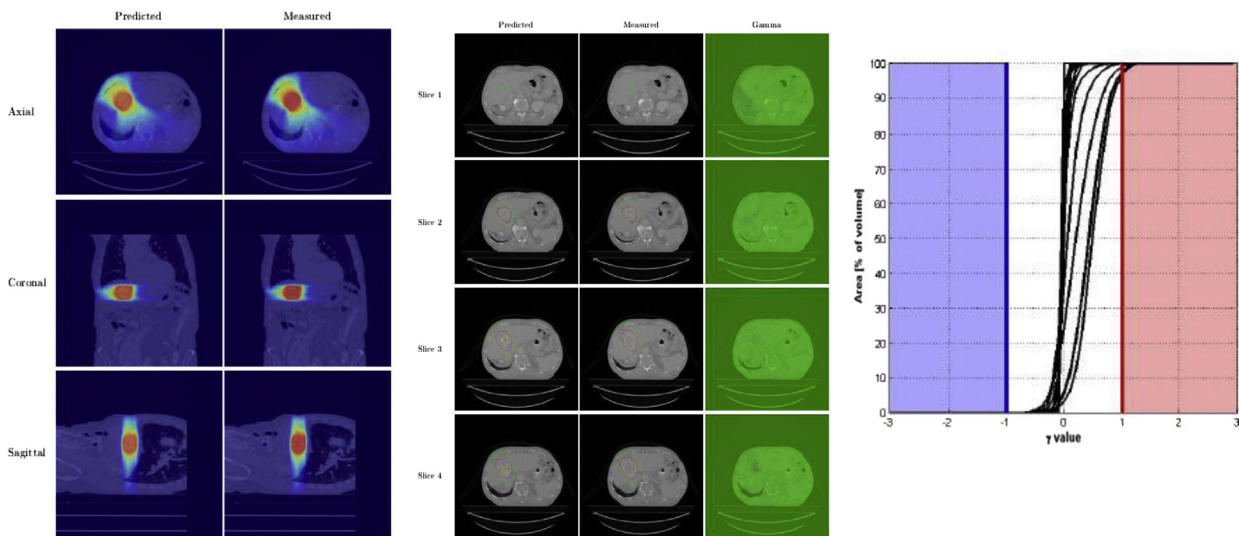 Predicted Measured
Axial
Coronal
Sagittal
Predicted Measured Gamma
Slice 1
Slice 2
Slice 3
Slice 4
Area [% of volume]
100
90
80
70
60
50
40
30
20
10
0
-3 -2 -1 0 1 2 3
γ value